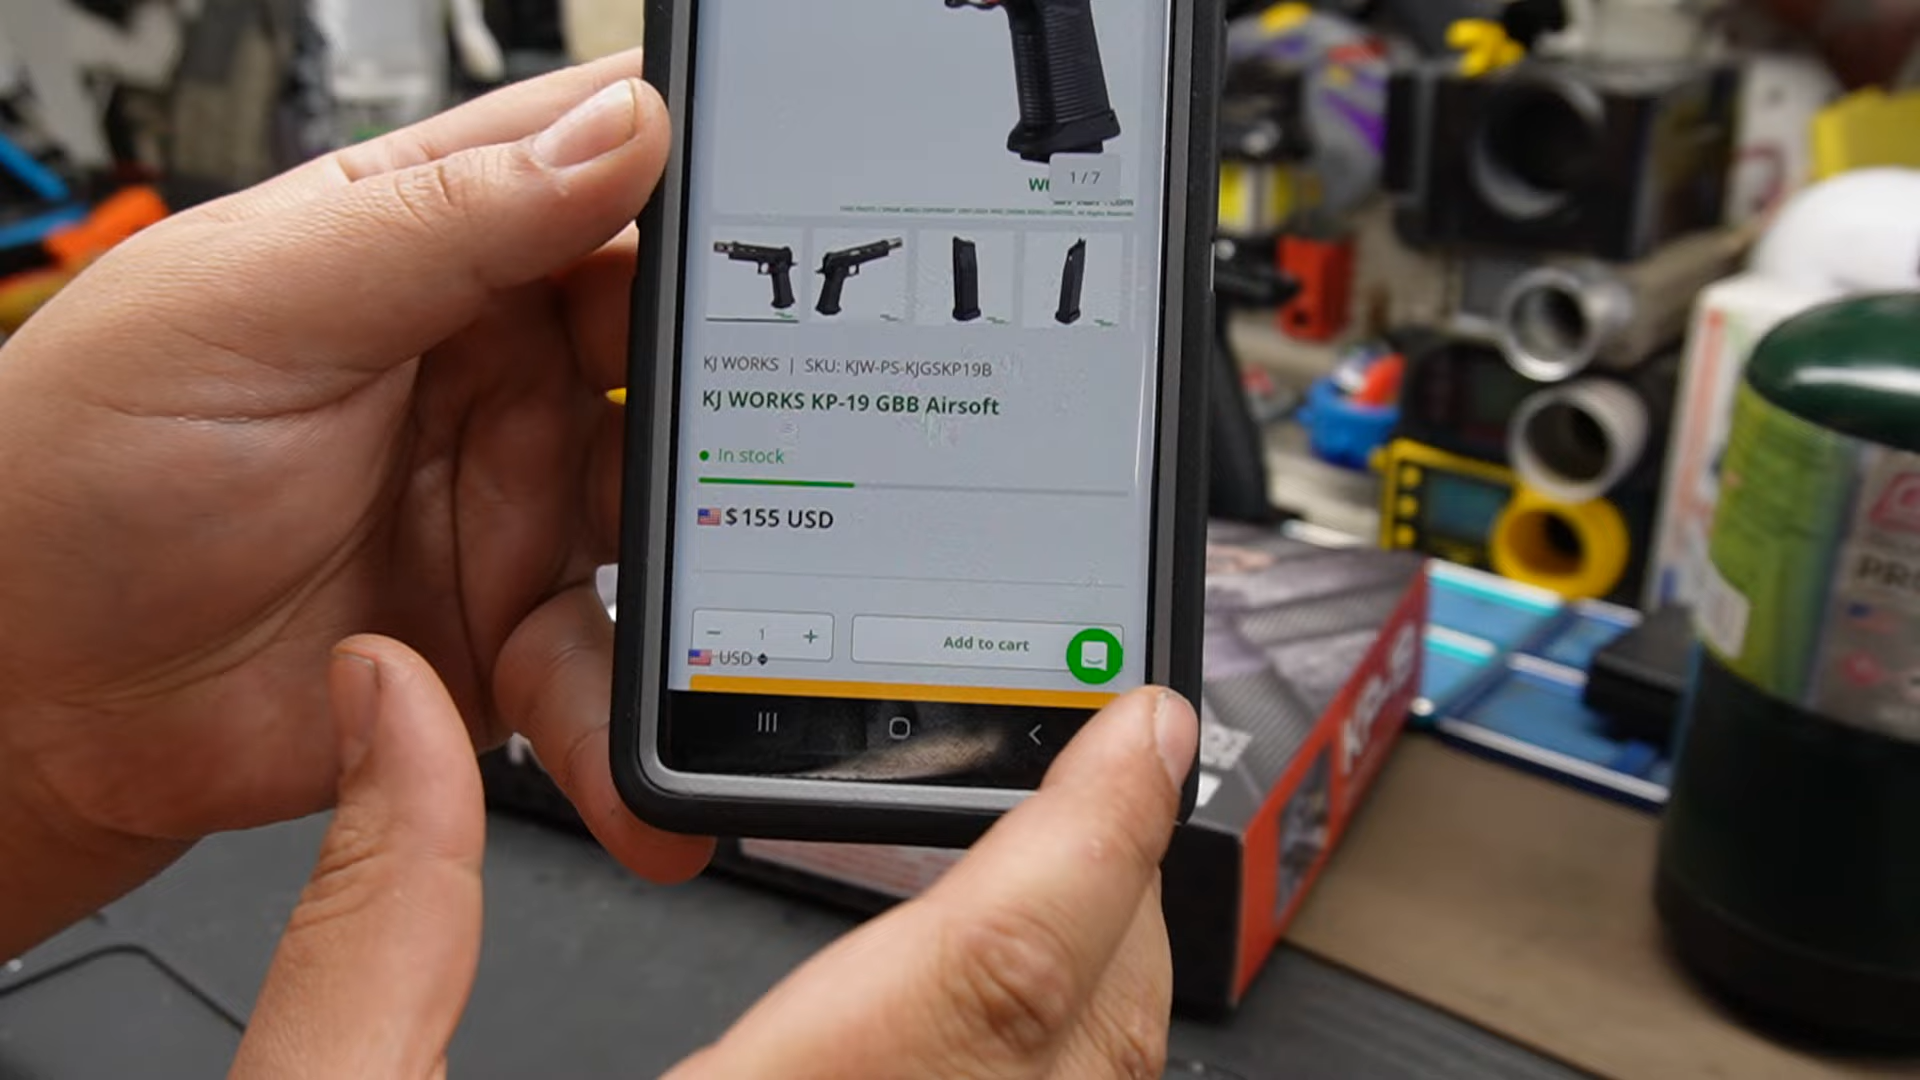 1 / 7
KJ WORKS | SKU: KJW-PS-KJGSKP19B
KJ WORKS KP-19 GBB Airsoft
In stock
$155 USD
− 1 +
Add to cart
USD